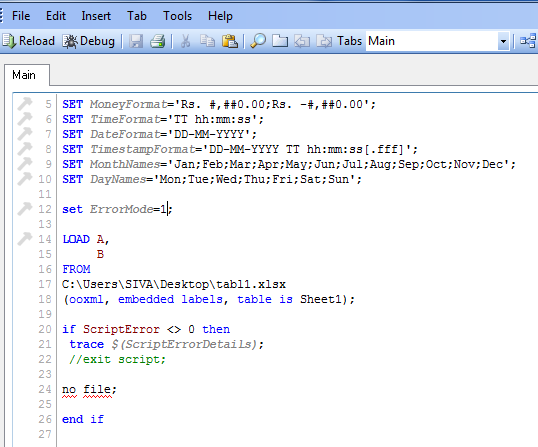 File Edit Insert Tab Tools Help
Reload Debug Tabs Main
Main
5 SET MoneyFormat='Rs. #,##0.00;Rs. -#,##0.00';
6 SET TimeFormat='TT hh:mm:ss';
7 SET DateFormat='DD-MM-YYYY';
8 SET TimestampFormat='DD-MM-YYYY TT hh:mm:ss[.fff]';
9 SET MonthNames='Jan;Feb;Mar;Apr;May;Jun;Jul;Aug;Sep;Oct;Nov;Dec';
10 SET DayNames='Mon;Tue;Wed;Thu;Fri;Sat;Sun';
11
12 set ErrorMode=1;
13
14 LOAD A,
15 B
16 FROM
17 C:\Users\SIVA\Desktop\tabl1.xlsx
18 (ooxml, embedded labels, table is Sheet1);
19
20 if ScriptError <> 0 then
21 trace $(ScriptErrorDetails);
22 //exit script;
23
24 no file;
25
26 end if
27